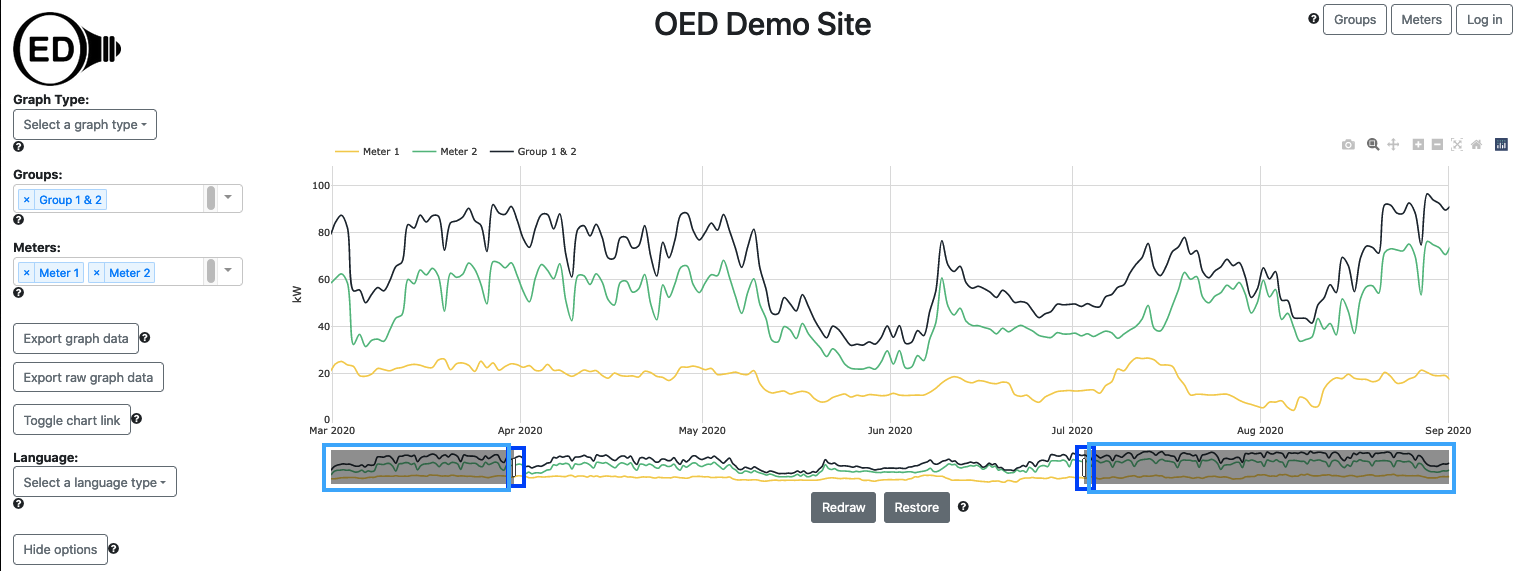 OED Demo Site
? Groups Meters Log in
ED
Graph Type:
Select a graph type
?
Groups:
× Group 1 & 2
?
Meters:
× Meter 1 × Meter 2
?
Export graph data ?
Export raw graph data
Toggle chart link ?
Language:
Select a language type
?
Hide options ?
Meter 1 Meter 2 Group 1 & 2
kW
100
80
60
40
20
0
Mar 2020 Apr 2020 May 2020 Jun 2020 Jul 2020 Aug 2020 Sep 2020
Redraw Restore ?